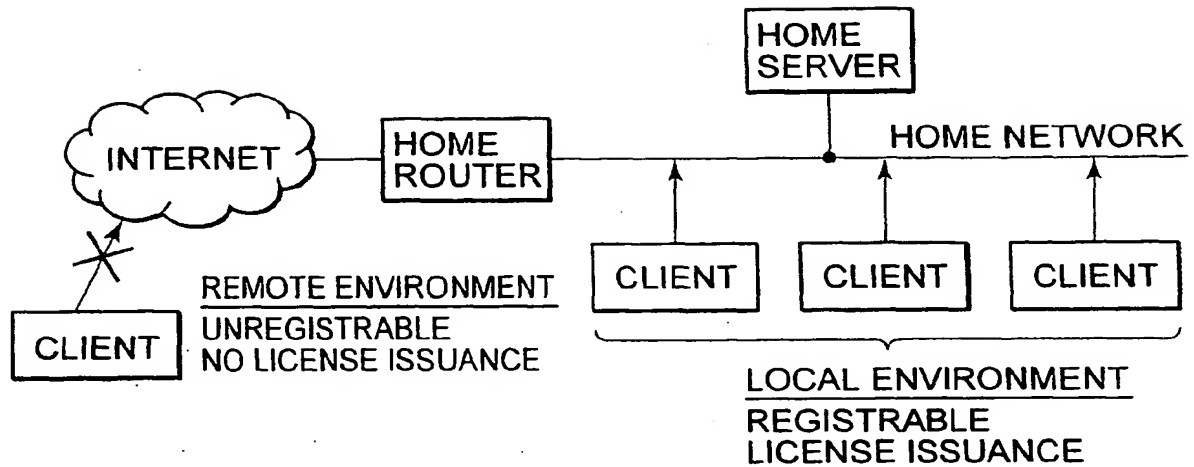 HOME
SERVER
INTERNET
HOME
ROUTER
HOME NETWORK
CLIENT
CLIENT
CLIENT
REMOTE ENVIRONMENT
UNREGISTRABLE
NO LICENSE ISSUANCE
CLIENT
LOCAL ENVIRONMENT
REGISTRABLE
LICENSE ISSUANCE